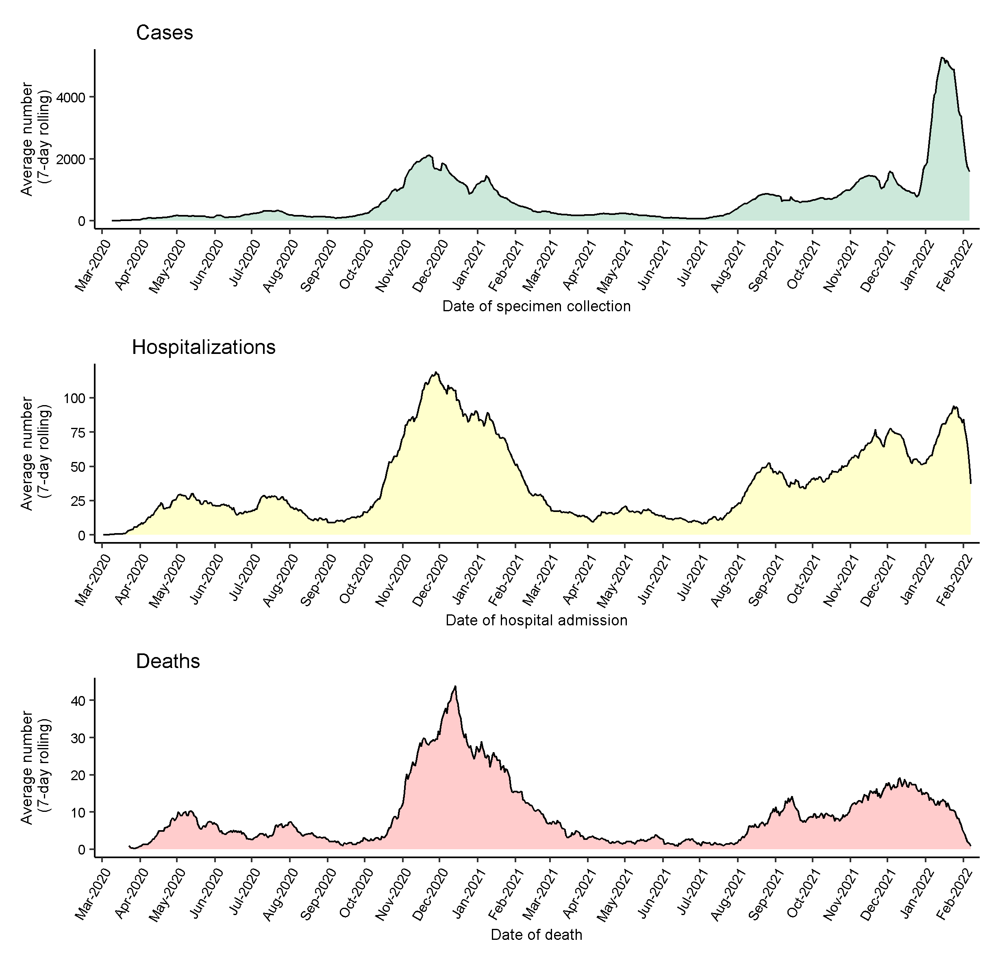 Cases
Average number
(7-day rolling)
4000
2000
0
Mar-2020
Apr-2020
May-2020
Jun-2020
Jul-2020
Aug-2020
Sep-2020
Oct-2020
Nov-2020
Dec-2020
Jan-2021
Feb-2021
Mar-2021
Apr-2021
May-2021
Jun-2021
Jul-2021
Aug-2021
Sep-2021
Oct-2021
Nov-2021
Dec-2021
Jan-2022
Feb-2022
Date of specimen collection
Hospitalizations
Average number
(7-day rolling)
100
75
50
25
0
Mar-2020
Apr-2020
May-2020
Jun-2020
Jul-2020
Aug-2020
Sep-2020
Oct-2020
Nov-2020
Dec-2020
Jan-2021
Feb-2021
Mar-2021
Apr-2021
May-2021
Jun-2021
Jul-2021
Aug-2021
Sep-2021
Oct-2021
Nov-2021
Dec-2021
Jan-2022
Feb-2022
Date of hospital admission
Deaths
Average number
(7-day rolling)
40
30
20
10
0
Mar-2020
Apr-2020
May-2020
Jun-2020
Jul-2020
Aug-2020
Sep-2020
Oct-2020
Nov-2020
Dec-2020
Jan-2021
Feb-2021
Mar-2021
Apr-2021
May-2021
Jun-2021
Jul-2021
Aug-2021
Sep-2021
Oct-2021
Nov-2021
Dec-2021
Jan-2022
Feb-2022
Date of death